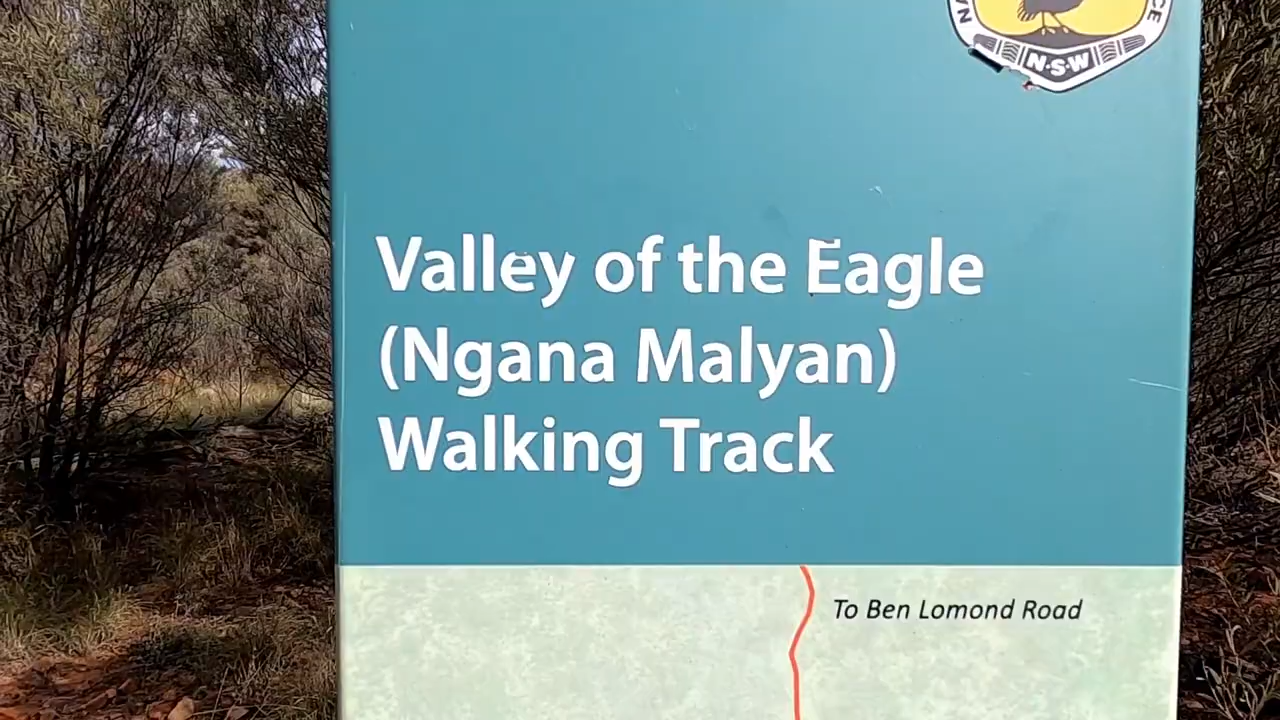 N·S·W
Valley of the Eagle
(Ngana Malyan)
Walking Track
To Ben Lomond Road